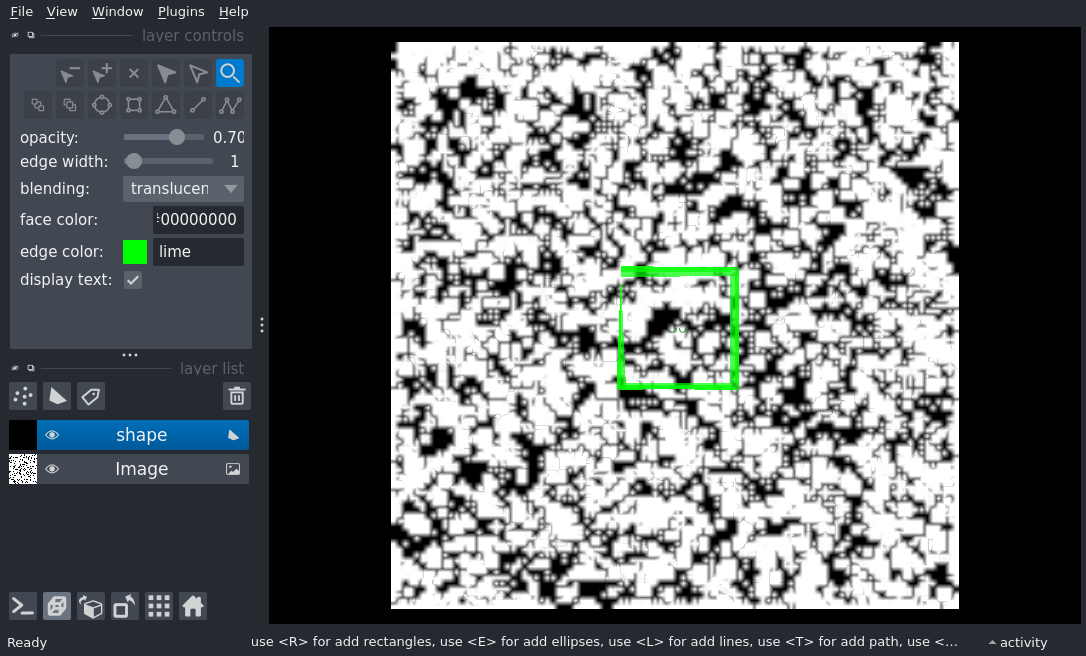 File View Window Plugins Help
layer controls
opacity: 0.70
edge width: 1
blending: translucen
face color: 00000000
edge color: lime
display text:
layer list
shape
Image
Ready
use <R> for add rectangles, use <E> for add ellipses, use <L> for add lines, use <T> for add path, use <...
activity